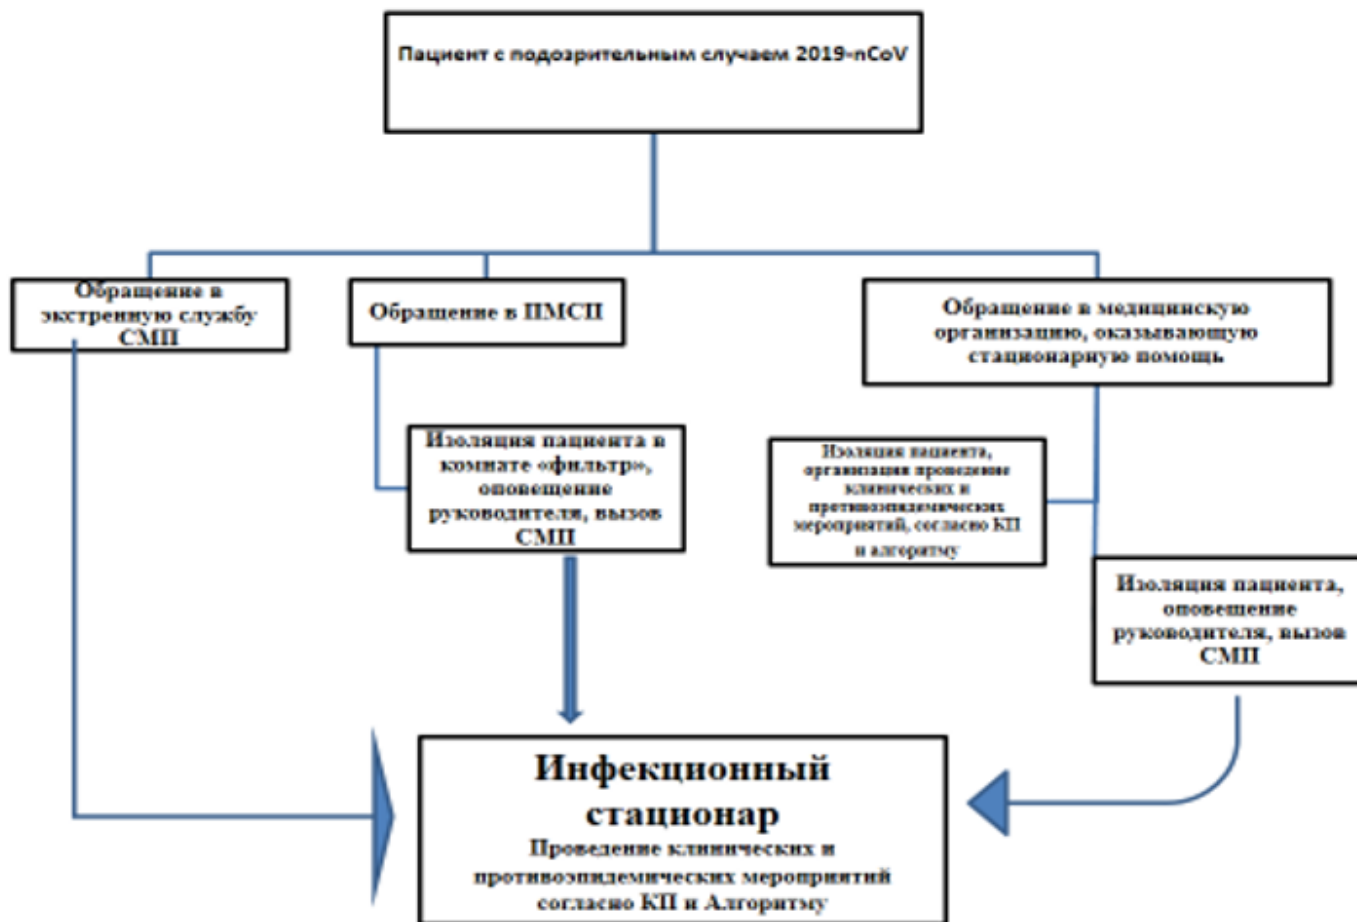 Пациент с подозрительным случаем 2019-nCoV
Обращение в
экстренную службу
СМП
Обращение в ПМСП
Обращение в медицинскую
организацию, оказывающую
стационарную помощь
Изоляция пациента в
комнате «фильтр»,
оповещение
руководителя, вызов
СМП
Изоляция пациента,
организация проведение
клинических и
противоэпидемических
мероприятий, согласно КП
и алгоритму
Изоляция пациента,
оповещение
руководителя, вызов
СМП
Инфекционный
стационар
Проведение клинических и
противоэпидемических мероприятий
согласно КП и Алгоритму